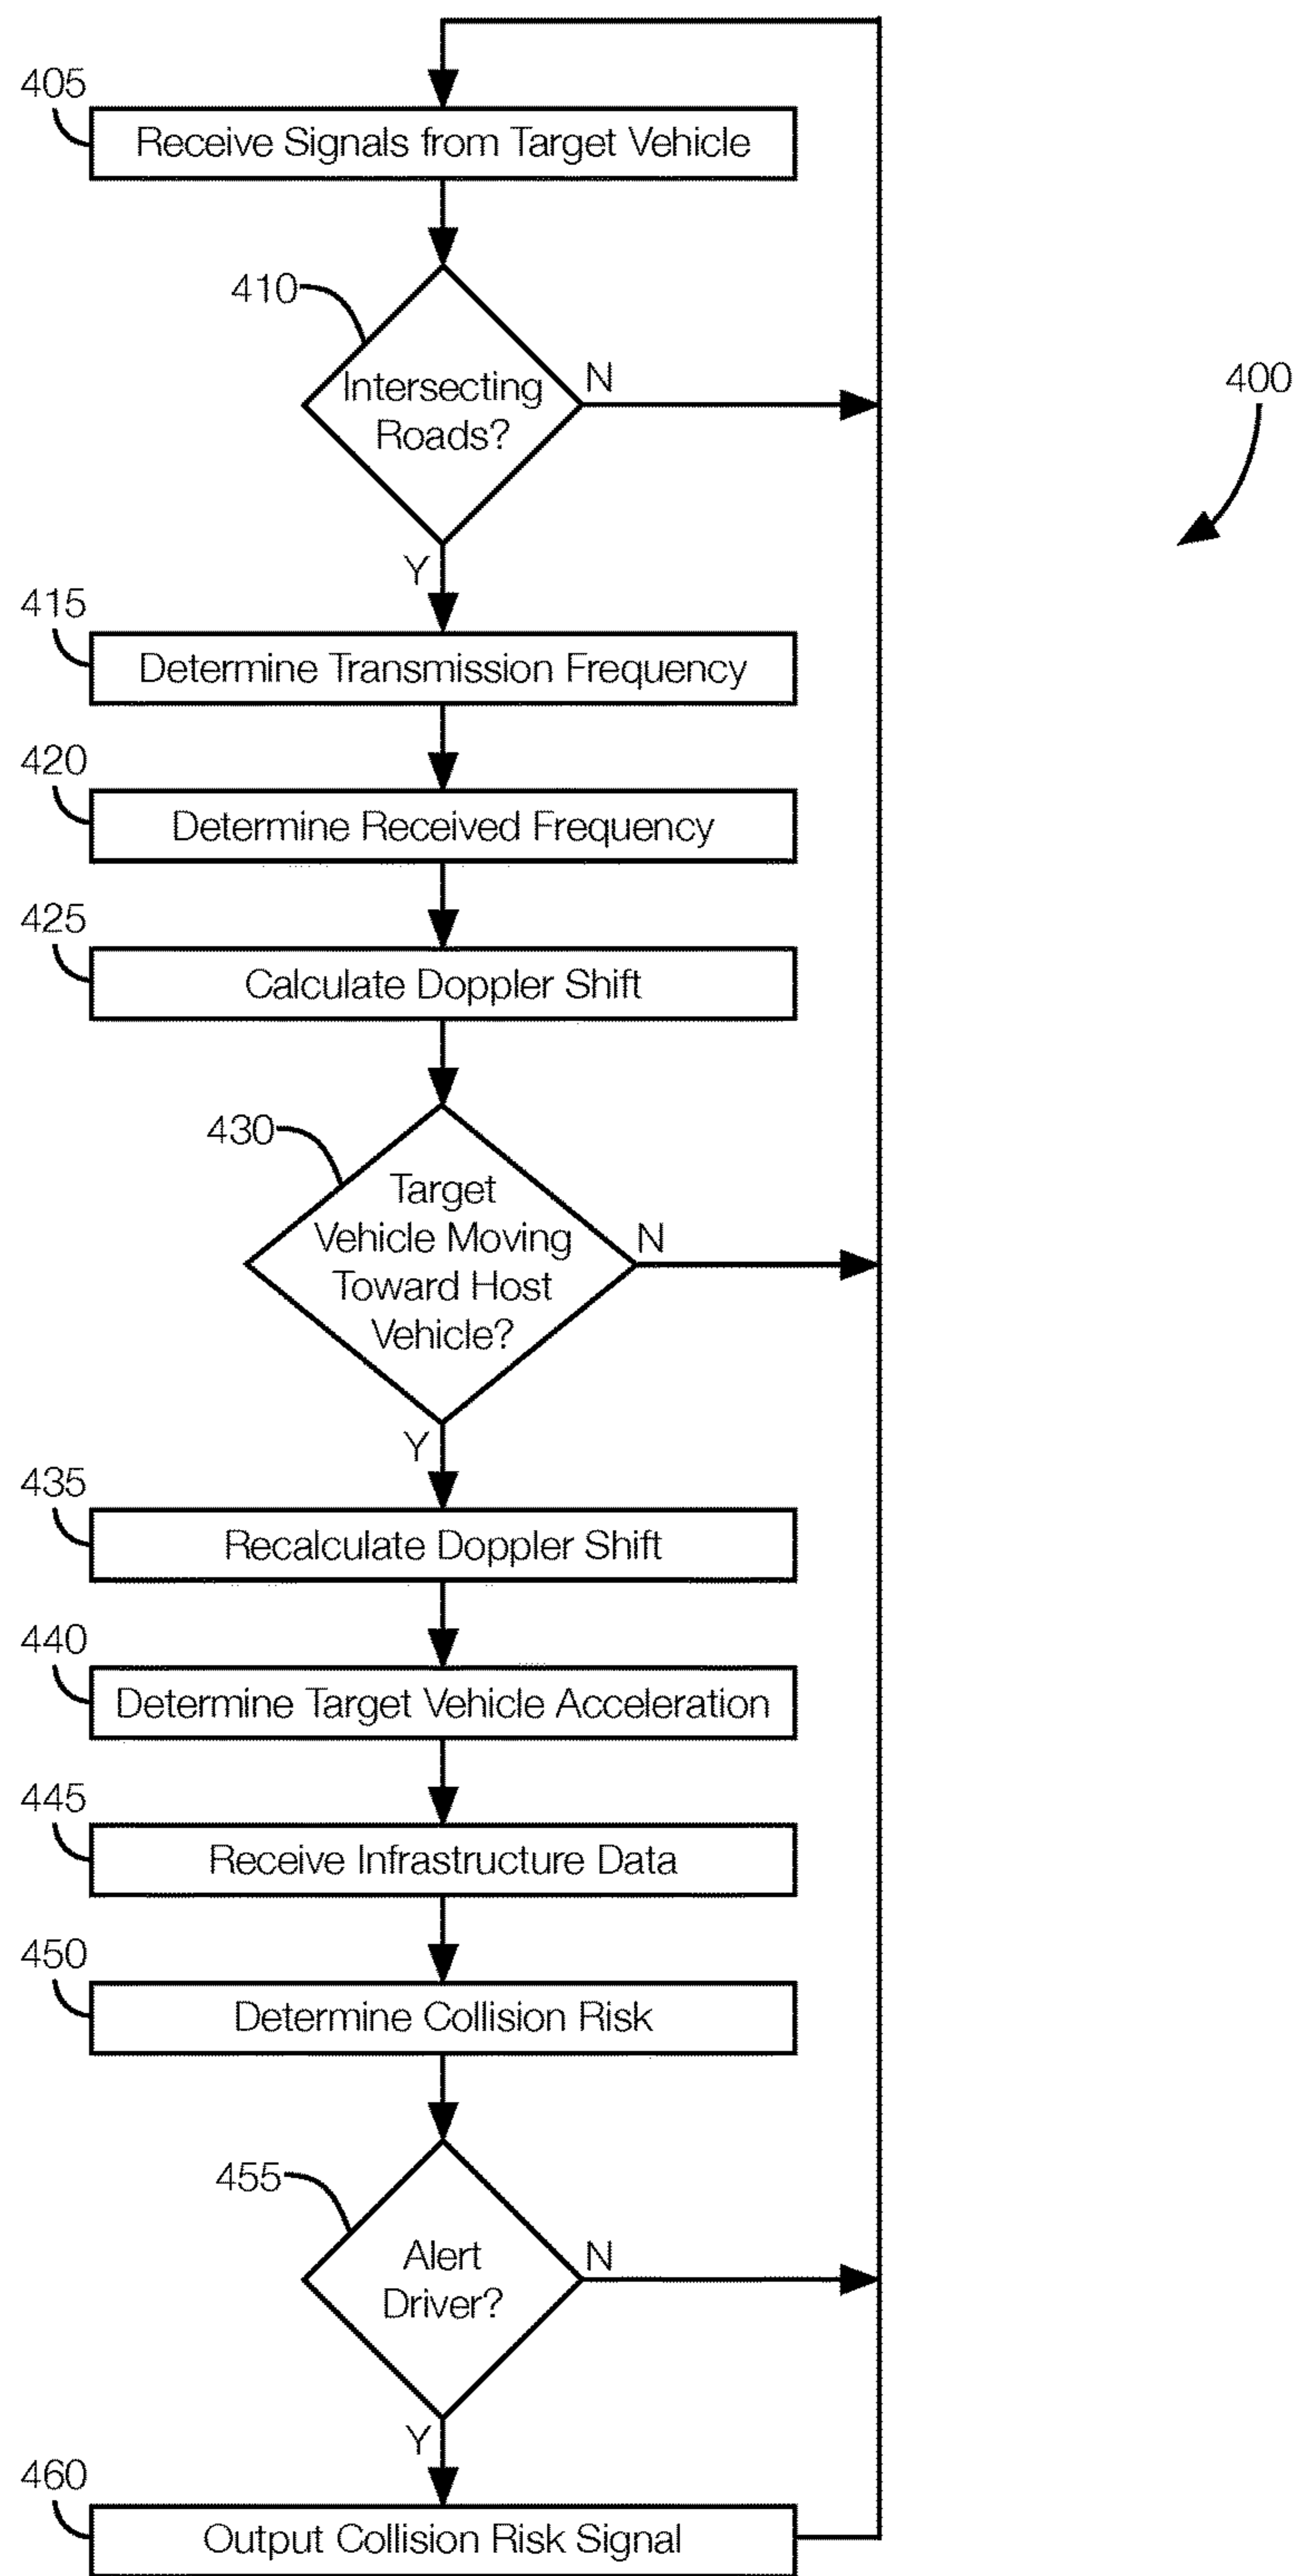 405
Receive Signals from Target Vehicle
410
Intersecting
Roads?
N
400
Y
415
Determine Transmission Frequency
420
Determine Received Frequency
425
Calculate Doppler Shift
430
Target
Vehicle Moving
Toward Host
Vehicle?
N
Y
435
Recalculate Doppler Shift
440
Determine Target Vehicle Acceleration
445
Receive Infrastructure Data
450
Determine Collision Risk
455
Alert
Driver?
N
Y
460
Output Collision Risk Signal